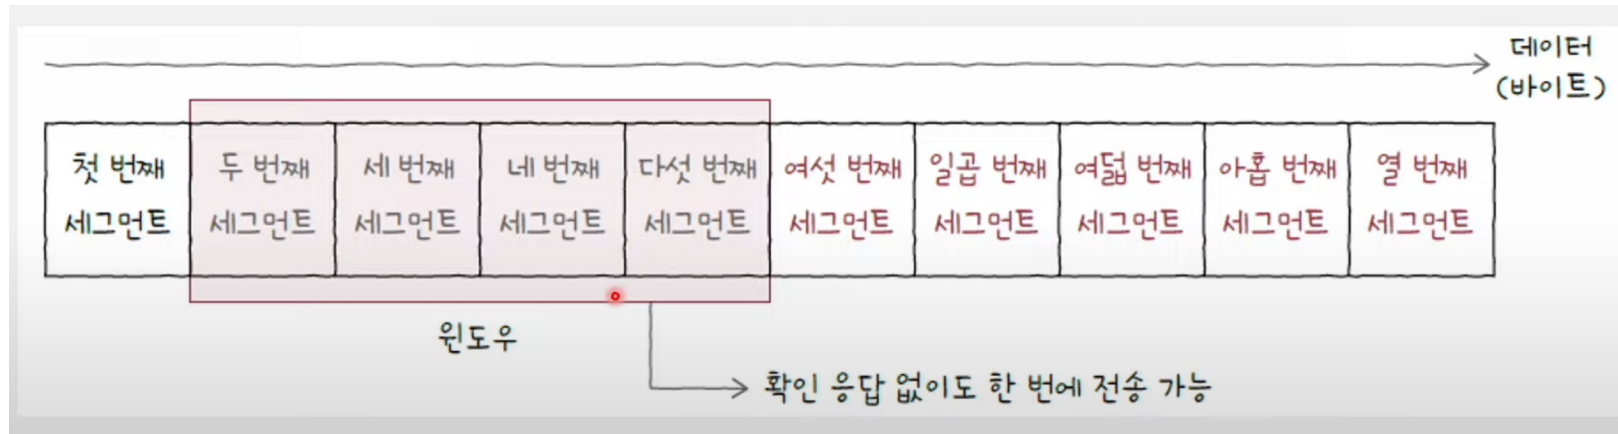 데이터
(바이트)
첫 번째 두 번째 세 번째 네 번째 다섯 번째 여섯 번째 일곱 번째 여덟 번째 아홉 번째 열 번째
세그먼트 세그먼트 세그먼트 세그먼트 세그먼트 세그먼트 세그먼트 세그먼트 세그먼트 세그먼트
윈도우
확인 응답 없이도 한 번에 전송 가능